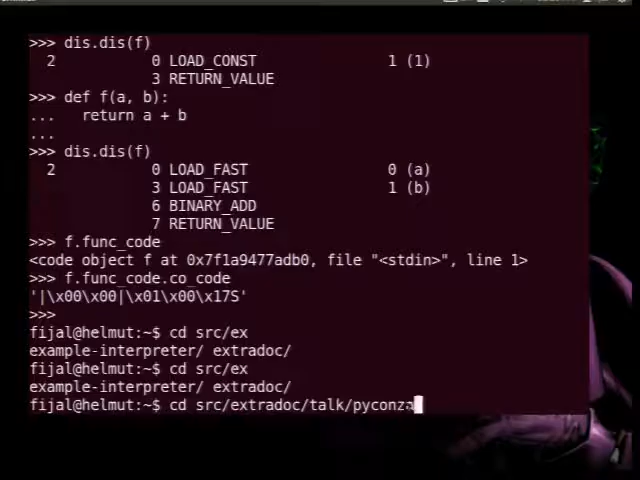 >>> dis.dis(f)
  2           0 LOAD_CONST               1 (1)
              3 RETURN_VALUE
>>> def f(a, b):
...   return a + b
...
>>> dis.dis(f)
  2           0 LOAD_FAST                0 (a)
              3 LOAD_FAST                1 (b)
              6 BINARY_ADD
              7 RETURN_VALUE
>>> f.func_code
<code object f at 0x7f1a9477adb0, file "<stdin>", line 1>
>>> f.func_code.co_code
'|\x00\x00|\x01\x00\x17S'
>>>
fijal@helmut:~$ cd src/ex
example-interpreter/ extradoc/
fijal@helmut:~$ cd src/ex
example-interpreter/ extradoc/
fijal@helmut:~$ cd src/extradoc/talk/pyconza